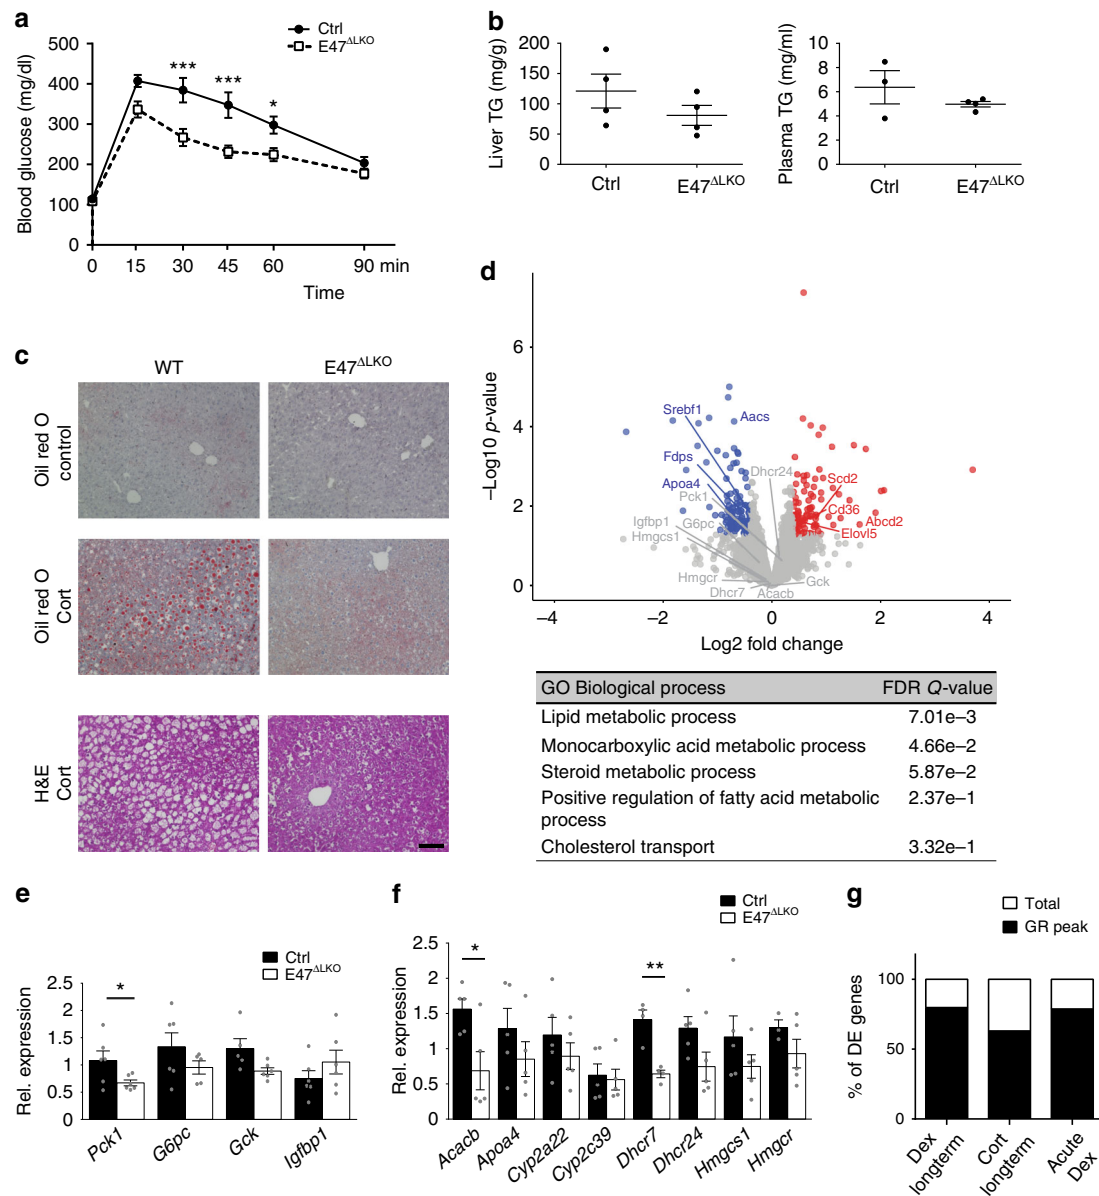 a
Ctrl
E47ΔLKO
Blood glucose (mg/dl)
500
400
300
200
100
0
0 15 30 45 60 90 min
Time
*** *** *
b
Liver TG (mg/g)
200
150
100
50
0
Ctrl E47ΔLKO
Plasma TG (mg/ml)
10
8
6
4
2
0
Ctrl E47ΔLKO
c
WT E47ΔLKO
Oil red O
control
Oil red O
Cort
H&E
Cort
d
–Log10 p-value
6
4
2
0
Srebf1
Aacs
Fdps
Dhcr24
Apoa4
Scd2
Pck1
Cd36
Igfbp1
G6pc
Abcd2
Hmgcs1
Elovl5
Hmgcr
Gck
Dhcr7
Acacb
–4 –2 0 2 4
Log2 fold change
GO Biological process FDR Q-value
Lipid metabolic process 7.01e–3
Monocarboxylic acid metabolic process 4.66e–2
Steroid metabolic process 5.87e–2
Positive regulation of fatty acid metabolic
process 2.37e–1
Cholesterol transport 3.32e–1
e
Ctrl
E47ΔLKO
Rel. expression
2.5
2
1.5
1
0.5
0
*
Pck1 G6pc Gck Igfbp1
f
Ctrl
E47ΔLKO
Rel. expression
2.5
2
1.5
1.0
0.5
0
* **
Acacb Apoa4 Cyp2a22 Cyp2c39 Dhcr7 Dhcr24 Hmgcs1 Hmgcr
g
Total
GR peak
% of DE genes
100
50
0
Dex
longterm
Cort
longterm
Acute
Dex